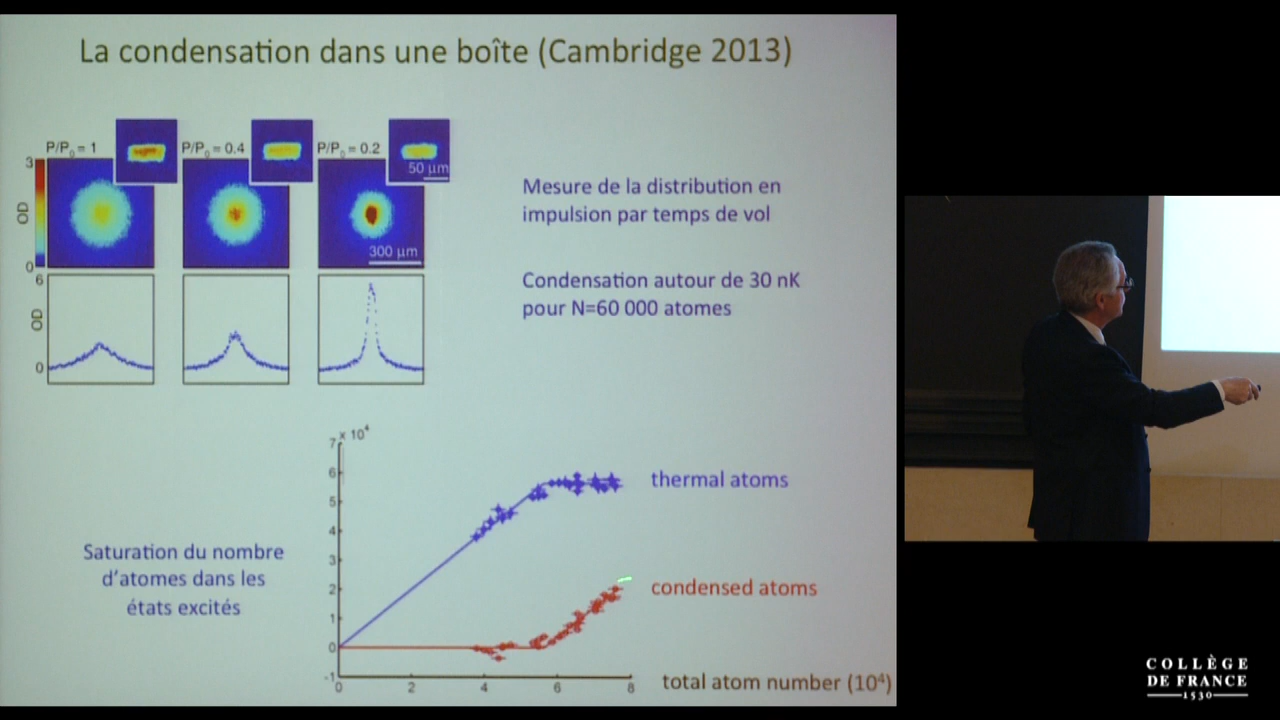 La condensation dans une boîte (Cambridge 2013)
P/P₀ = 1
P/P₀ = 0.4
P/P₀ = 0.2
50 μm
3
OD
0
300 μm
6
OD
0
Mesure de la distribution en
impulsion par temps de vol
Condensation autour de 30 nK
pour N=60 000 atomes
7 × 10⁴
6
5
4
3
2
1
0
-1
0
2
4
6
8
thermal atoms
condensed atoms
total atom number (10⁴)
Saturation du nombre
d'atomes dans les
états excités
COLLÈGE
DE FRANCE
1530